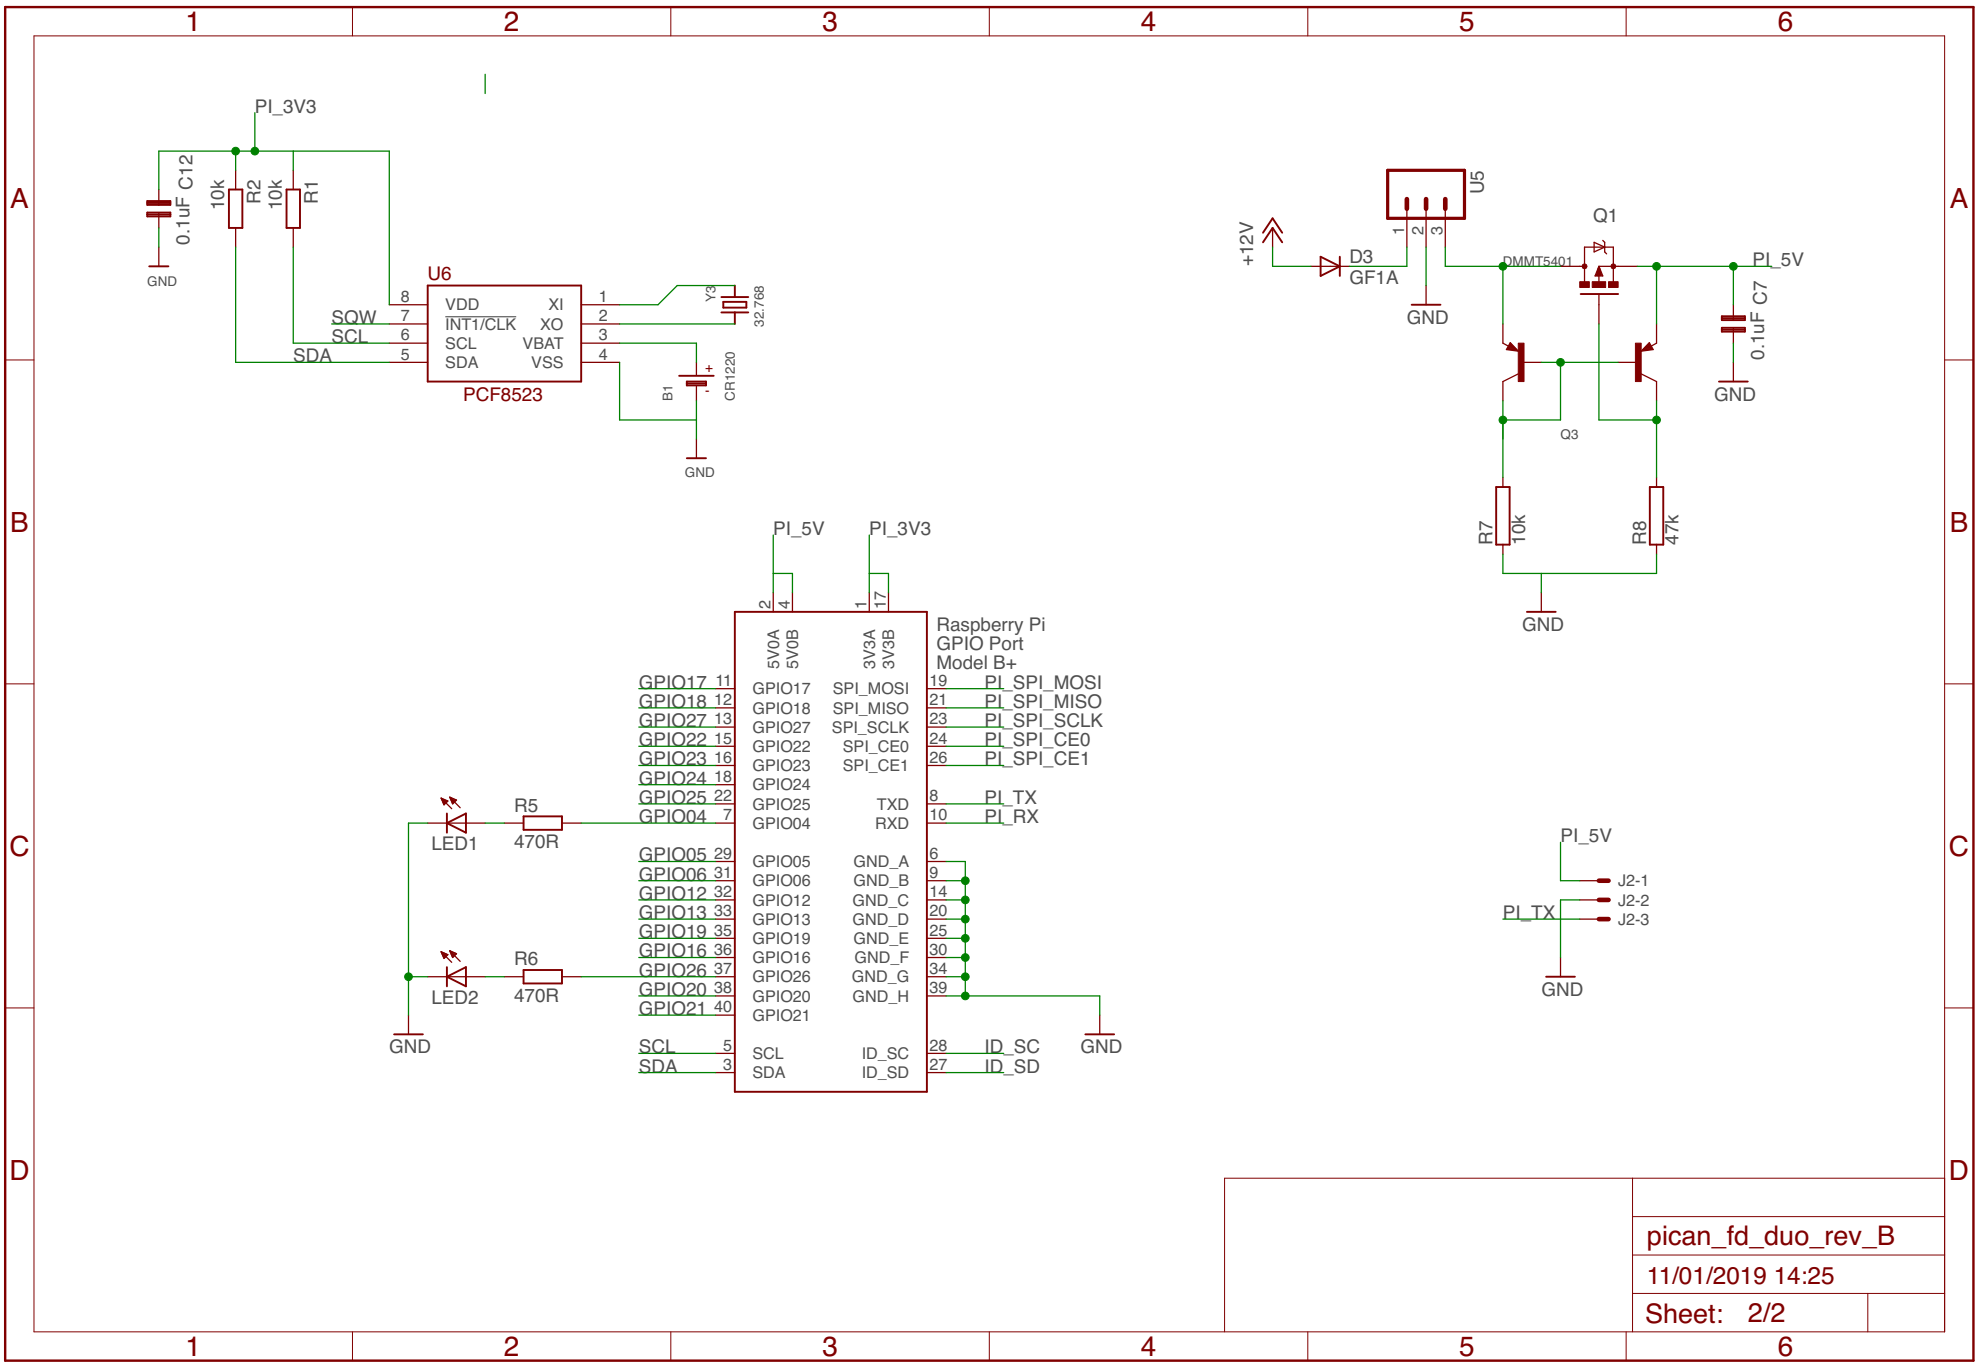 1 2 3 4 5 6
A
B
C
D
PI_3V3
0.1uF C12
GND
10k R2
10k R1
U6
8 VDD XI 1
SQW 7 INT1/CLK XO 2
SCL 6 SCL VBAT 3
SDA 5 SDA VSS 4
PCF8523
Y3
32.768
B1
+
-
CR1220
GND
+12V
D3
GF1A
U5
1 2 3
GND
DMMT5401
Q1
PI_5V
0.1uF C7
GND
Q3
R7 10k
R8 47k
GND
PI_5V PI_3V3
2 4 1 17
5V0A 5V0B 3V3A 3V3B
Raspberry Pi
GPIO Port
Model B+
GPIO17 11 GPIO17 SPI_MOSI 19 PI_SPI_MOSI
GPIO18 12 GPIO18 SPI_MISO 21 PI_SPI_MISO
GPIO27 13 GPIO27 SPI_SCLK 23 PI_SPI_SCLK
GPIO22 15 GPIO22 SPI_CE0 24 PI_SPI_CE0
GPIO23 16 GPIO23 SPI_CE1 26 PI_SPI_CE1
GPIO24 18 GPIO24
GPIO25 22 GPIO25 TXD 8 PI_TX
GPIO04 7 GPIO04 RXD 10 PI_RX
GPIO05 29 GPIO05 GND_A 6
GPIO06 31 GPIO06 GND_B 9
GPIO12 32 GPIO12 GND_C 14
GPIO13 33 GPIO13 GND_D 20
GPIO19 35 GPIO19 GND_E 25
GPIO16 36 GPIO16 GND_F 30
GPIO26 37 GPIO26 GND_G 34
GPIO20 38 GPIO20 GND_H 39
GPIO21 40 GPIO21
SCL 5 SCL ID_SC 28 ID_SC
SDA 3 SDA ID_SD 27 ID_SD
GND
R5
LED1 470R
R6
LED2 470R
GND
PI_5V
J2-1
J2-2
PI_TX J2-3
GND
A
B
C
D
pican_fd_duo_rev_B
11/01/2019 14:25
Sheet: 2/2
1 2 3 4 5 6